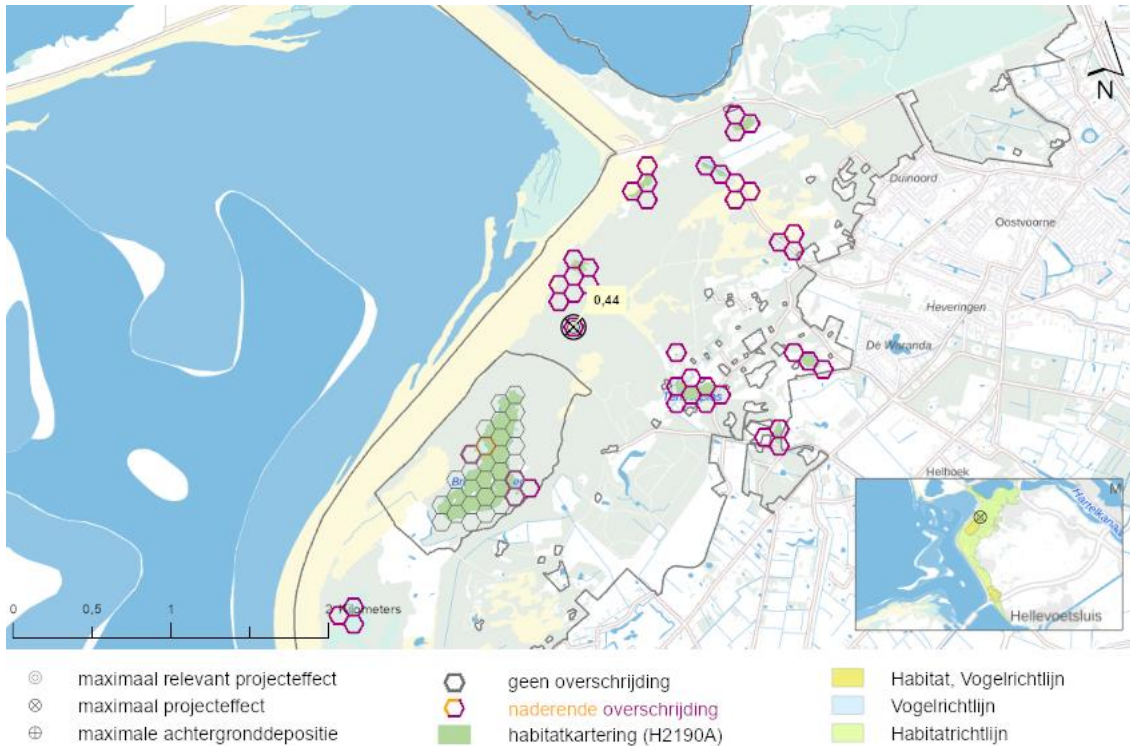 N
Duinoord
Oostvoorne
0,44
Heveringen
De Waranda
Helhoek
M
Hartelkanaal
Hellevoetsluis
0 0,5 1 2 Kilometers
maximaal relevant projecteffect
maximaal projecteffect
maximale achtergronddepositie
geen overschrijding
naderende overschrijding
habitatkartering (H2190A)
Habitat, Vogelrichtlijn
Vogelrichtlijn
Habitatrichtlijn